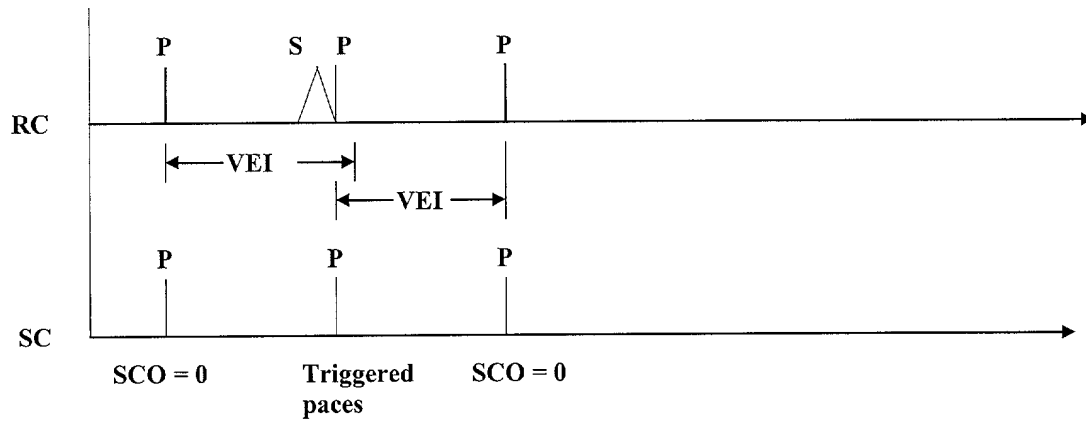 P S P P
RC
VEI
VEI
P P P
SC
SCO = 0 Triggered paces SCO = 0